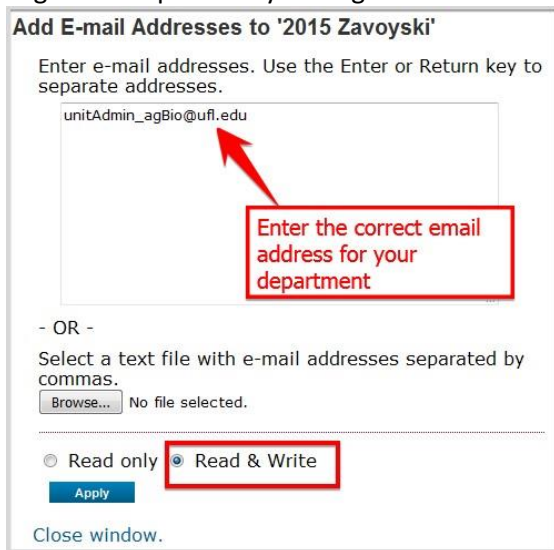 Add E-mail Addresses to '2015 Zavoyski'
Enter e-mail addresses. Use the Enter or Return key to
separate addresses.
unitAdmin_agBio@ufl.edu
Enter the correct email
address for your
department
- OR -
Select a text file with e-mail addresses separated by
commas.
Browse... No file selected.
Read only Read & Write
Apply
Close window.